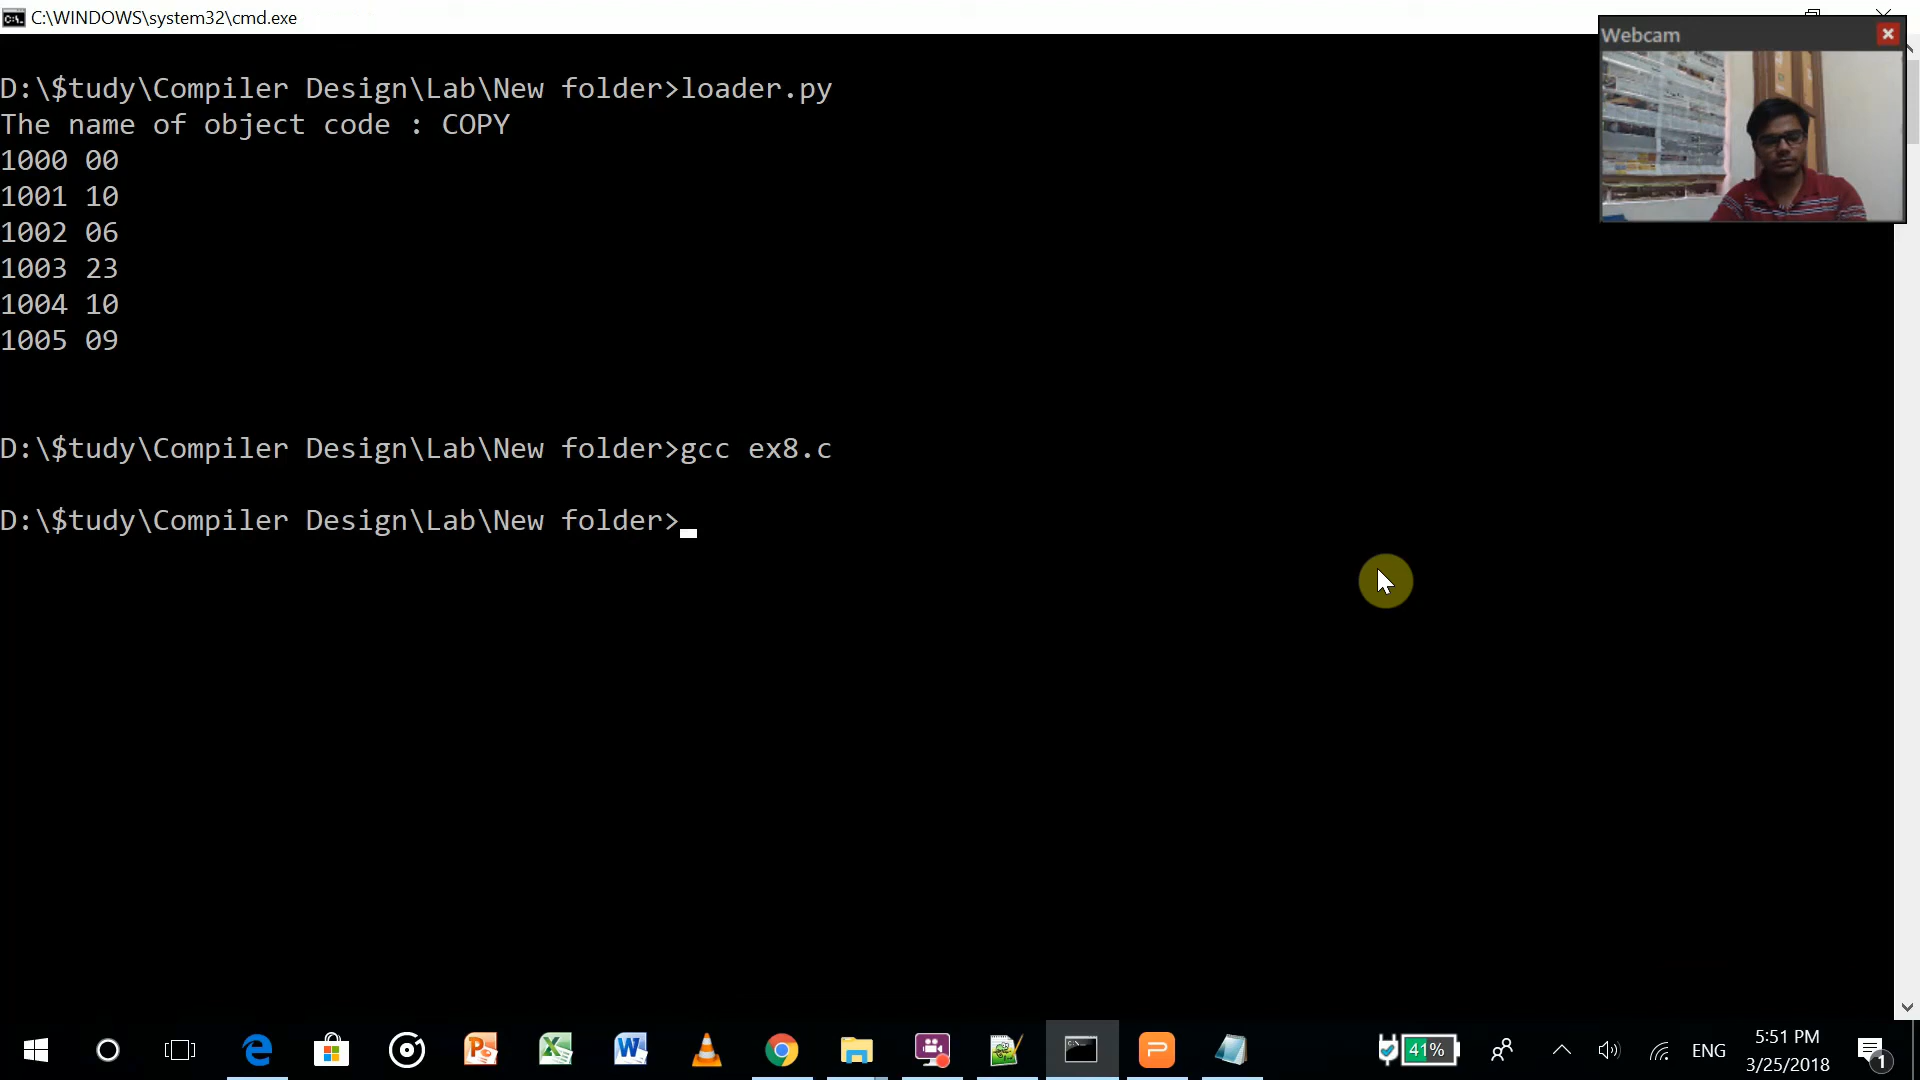 C:\WINDOWS\system32\cmd.exe
Webcam
D:\$tudy\Compiler Design\Lab\New folder>loader.py
The name of object code : COPY
1000 00
1001 10
1002 06
1003 23
1004 10
1005 09
D:\$tudy\Compiler Design\Lab\New folder>gcc ex8.c
D:\$tudy\Compiler Design\Lab\New folder>
41%
ENG
5:51 PM
3/25/2018
1